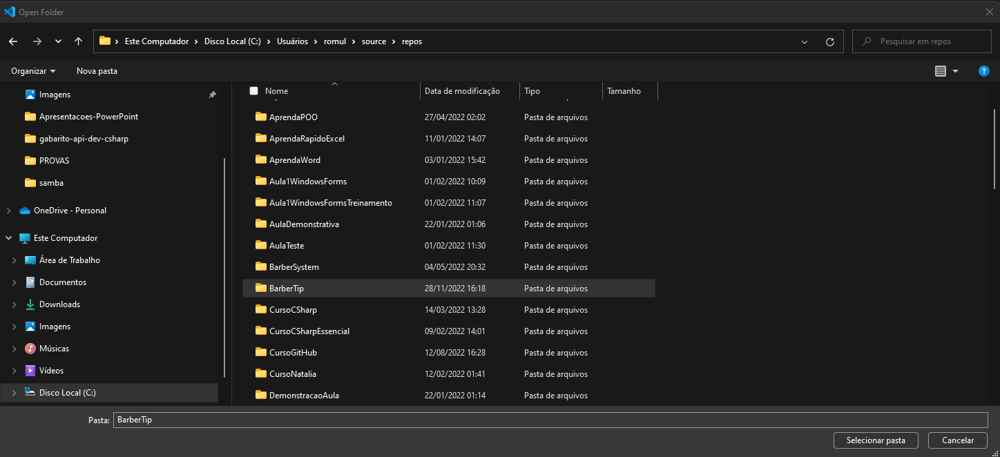 Open Folder
Este Computador > Disco Local (C:) > Usuários > romul > source > repos
Pesquisar em repos
Organizar
Nova pasta
Imagens
Apresentacoes-PowerPoint
gabarito-api-dev-csharp
PROVAS
samba
OneDrive - Personal
Este Computador
Área de Trabalho
Documentos
Downloads
Imagens
Músicas
Vídeos
Disco Local (C:)
Nome Data de modificação Tipo Tamanho
AprendaPOO 27/04/2022 02:02 Pasta de arquivos
AprendaRapidoExcel 11/01/2022 14:07 Pasta de arquivos
AprendaWord 03/01/2022 15:42 Pasta de arquivos
Aula1WindowsForms 01/02/2022 10:09 Pasta de arquivos
Aula1WindowsFormsTreinamento 01/02/2022 11:07 Pasta de arquivos
AulaDemonstrativa 22/01/2022 01:06 Pasta de arquivos
AulaTeste 01/02/2022 11:30 Pasta de arquivos
BarberSystem 04/05/2022 20:32 Pasta de arquivos
BarberTip 28/11/2022 16:18 Pasta de arquivos
CursoCSharp 14/03/2022 13:28 Pasta de arquivos
CursoCSharpEssencial 09/02/2022 14:01 Pasta de arquivos
CursoGitHub 12/08/2022 16:28 Pasta de arquivos
CursoNatalia 12/02/2022 01:41 Pasta de arquivos
DemonstracaoAula 22/01/2022 01:14 Pasta de arquivos
Pasta: BarberTip
Selecionar pasta
Cancelar